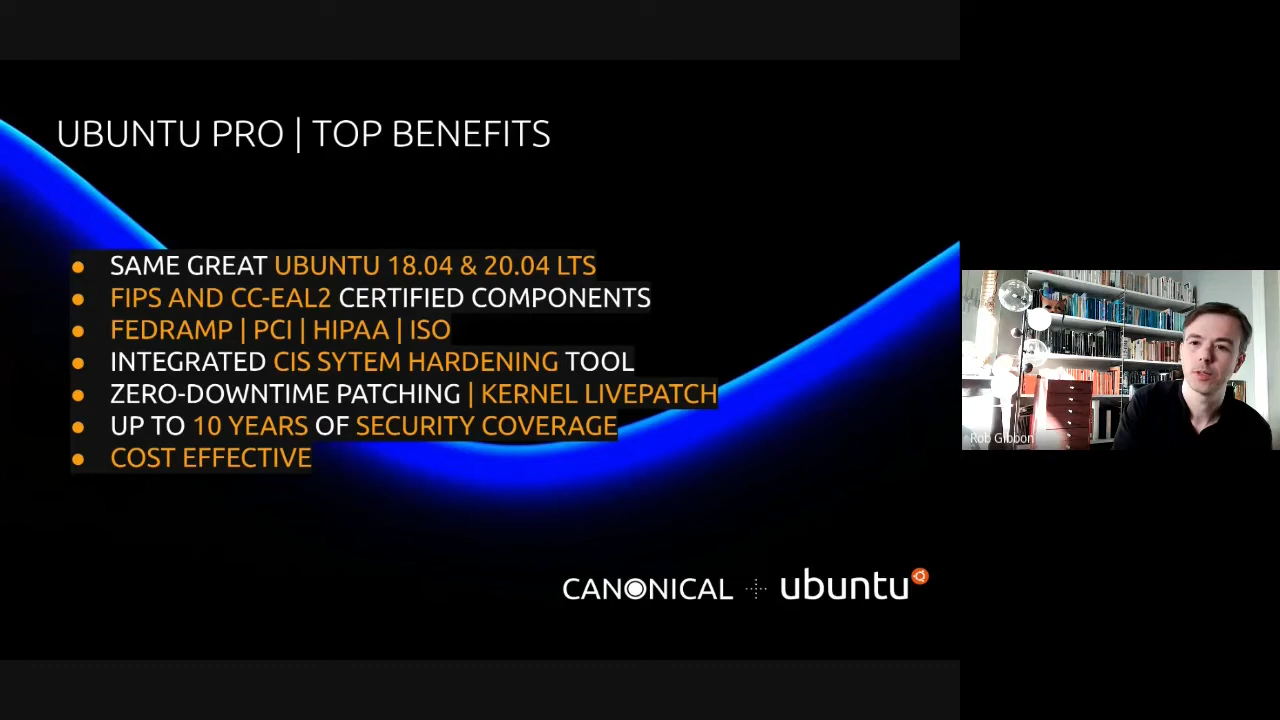 UBUNTU PRO | TOP BENEFITS
● SAME GREAT UBUNTU 18.04 & 20.04 LTS
● FIPS AND CC-EAL2 CERTIFIED COMPONENTS
● FEDRAMP | PCI | HIPAA | ISO
● INTEGRATED CIS SYTEM HARDENING TOOL
● ZERO-DOWNTIME PATCHING | KERNEL LIVEPATCH
● UP TO 10 YEARS OF SECURITY COVERAGE
● COST EFFECTIVE
Rob Gibbon
CANONICAL ubuntu